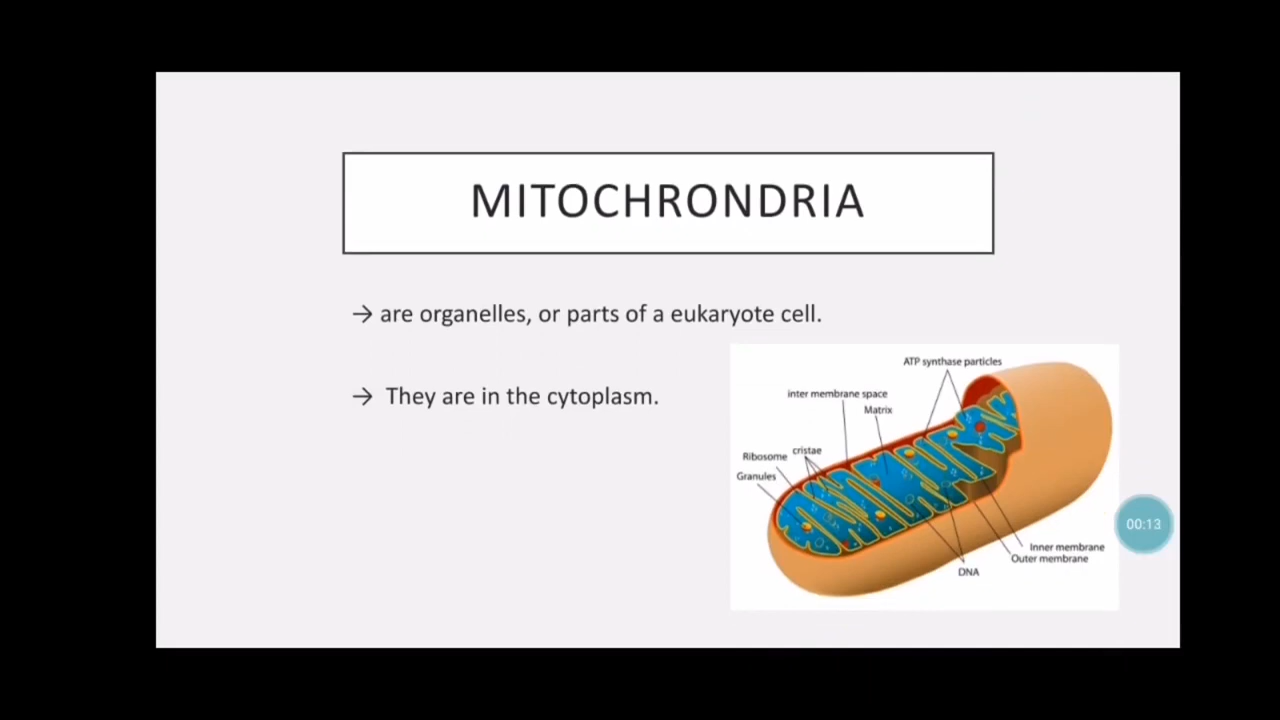 MITOCHRONDRIA
→ are organelles, or parts of a eukaryote cell.
→ They are in the cytoplasm.
ATP synthase particles
inter membrane space
Matrix
cristae
Ribosome
Granules
00:13
Inner membrane
Outer membrane
DNA